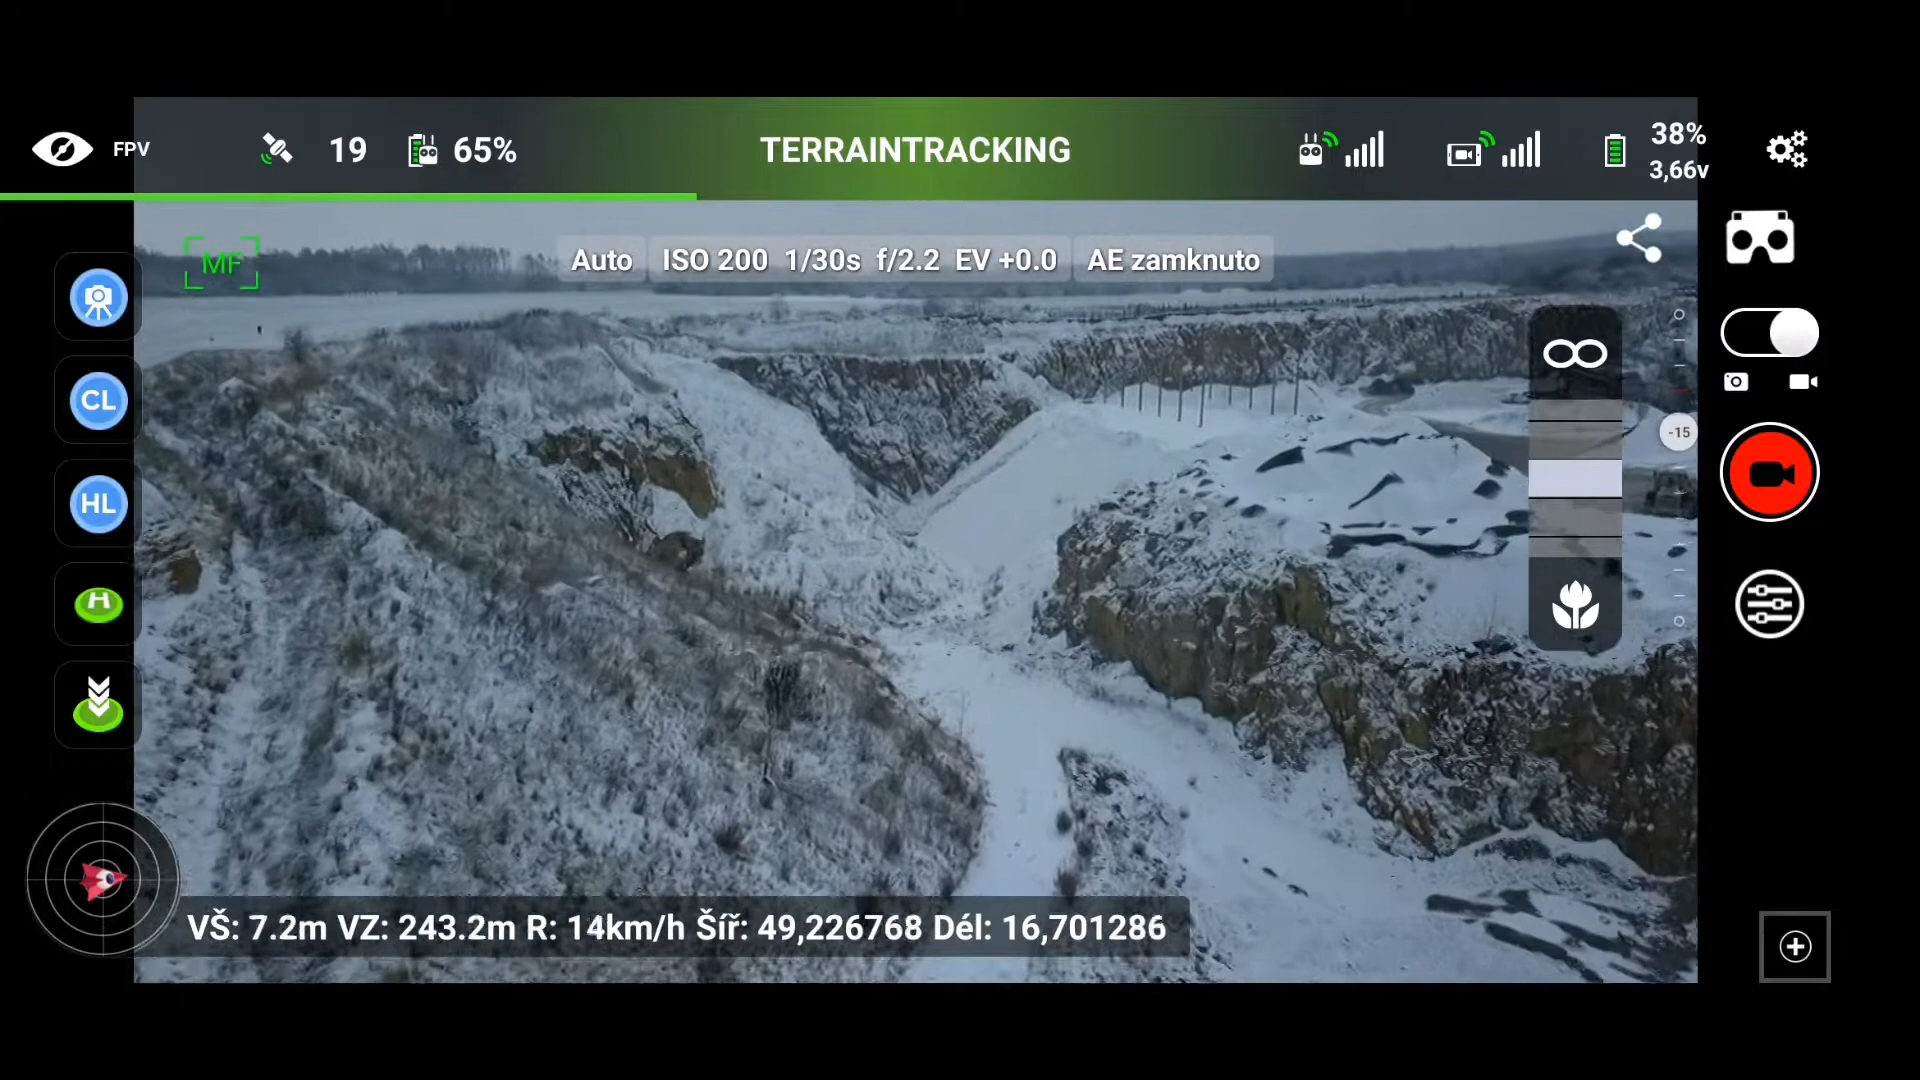 FPV
19
65%
TERRAINTRACKING
38%
3,66v
MF
Auto ISO 200 1/30s f/2.2 EV +0.0 AE zamknuto
CL
HL
H
-15
VŠ: 7.2m VZ: 243.2m R: 14km/h Šíř: 49,226768 Dél: 16,701286